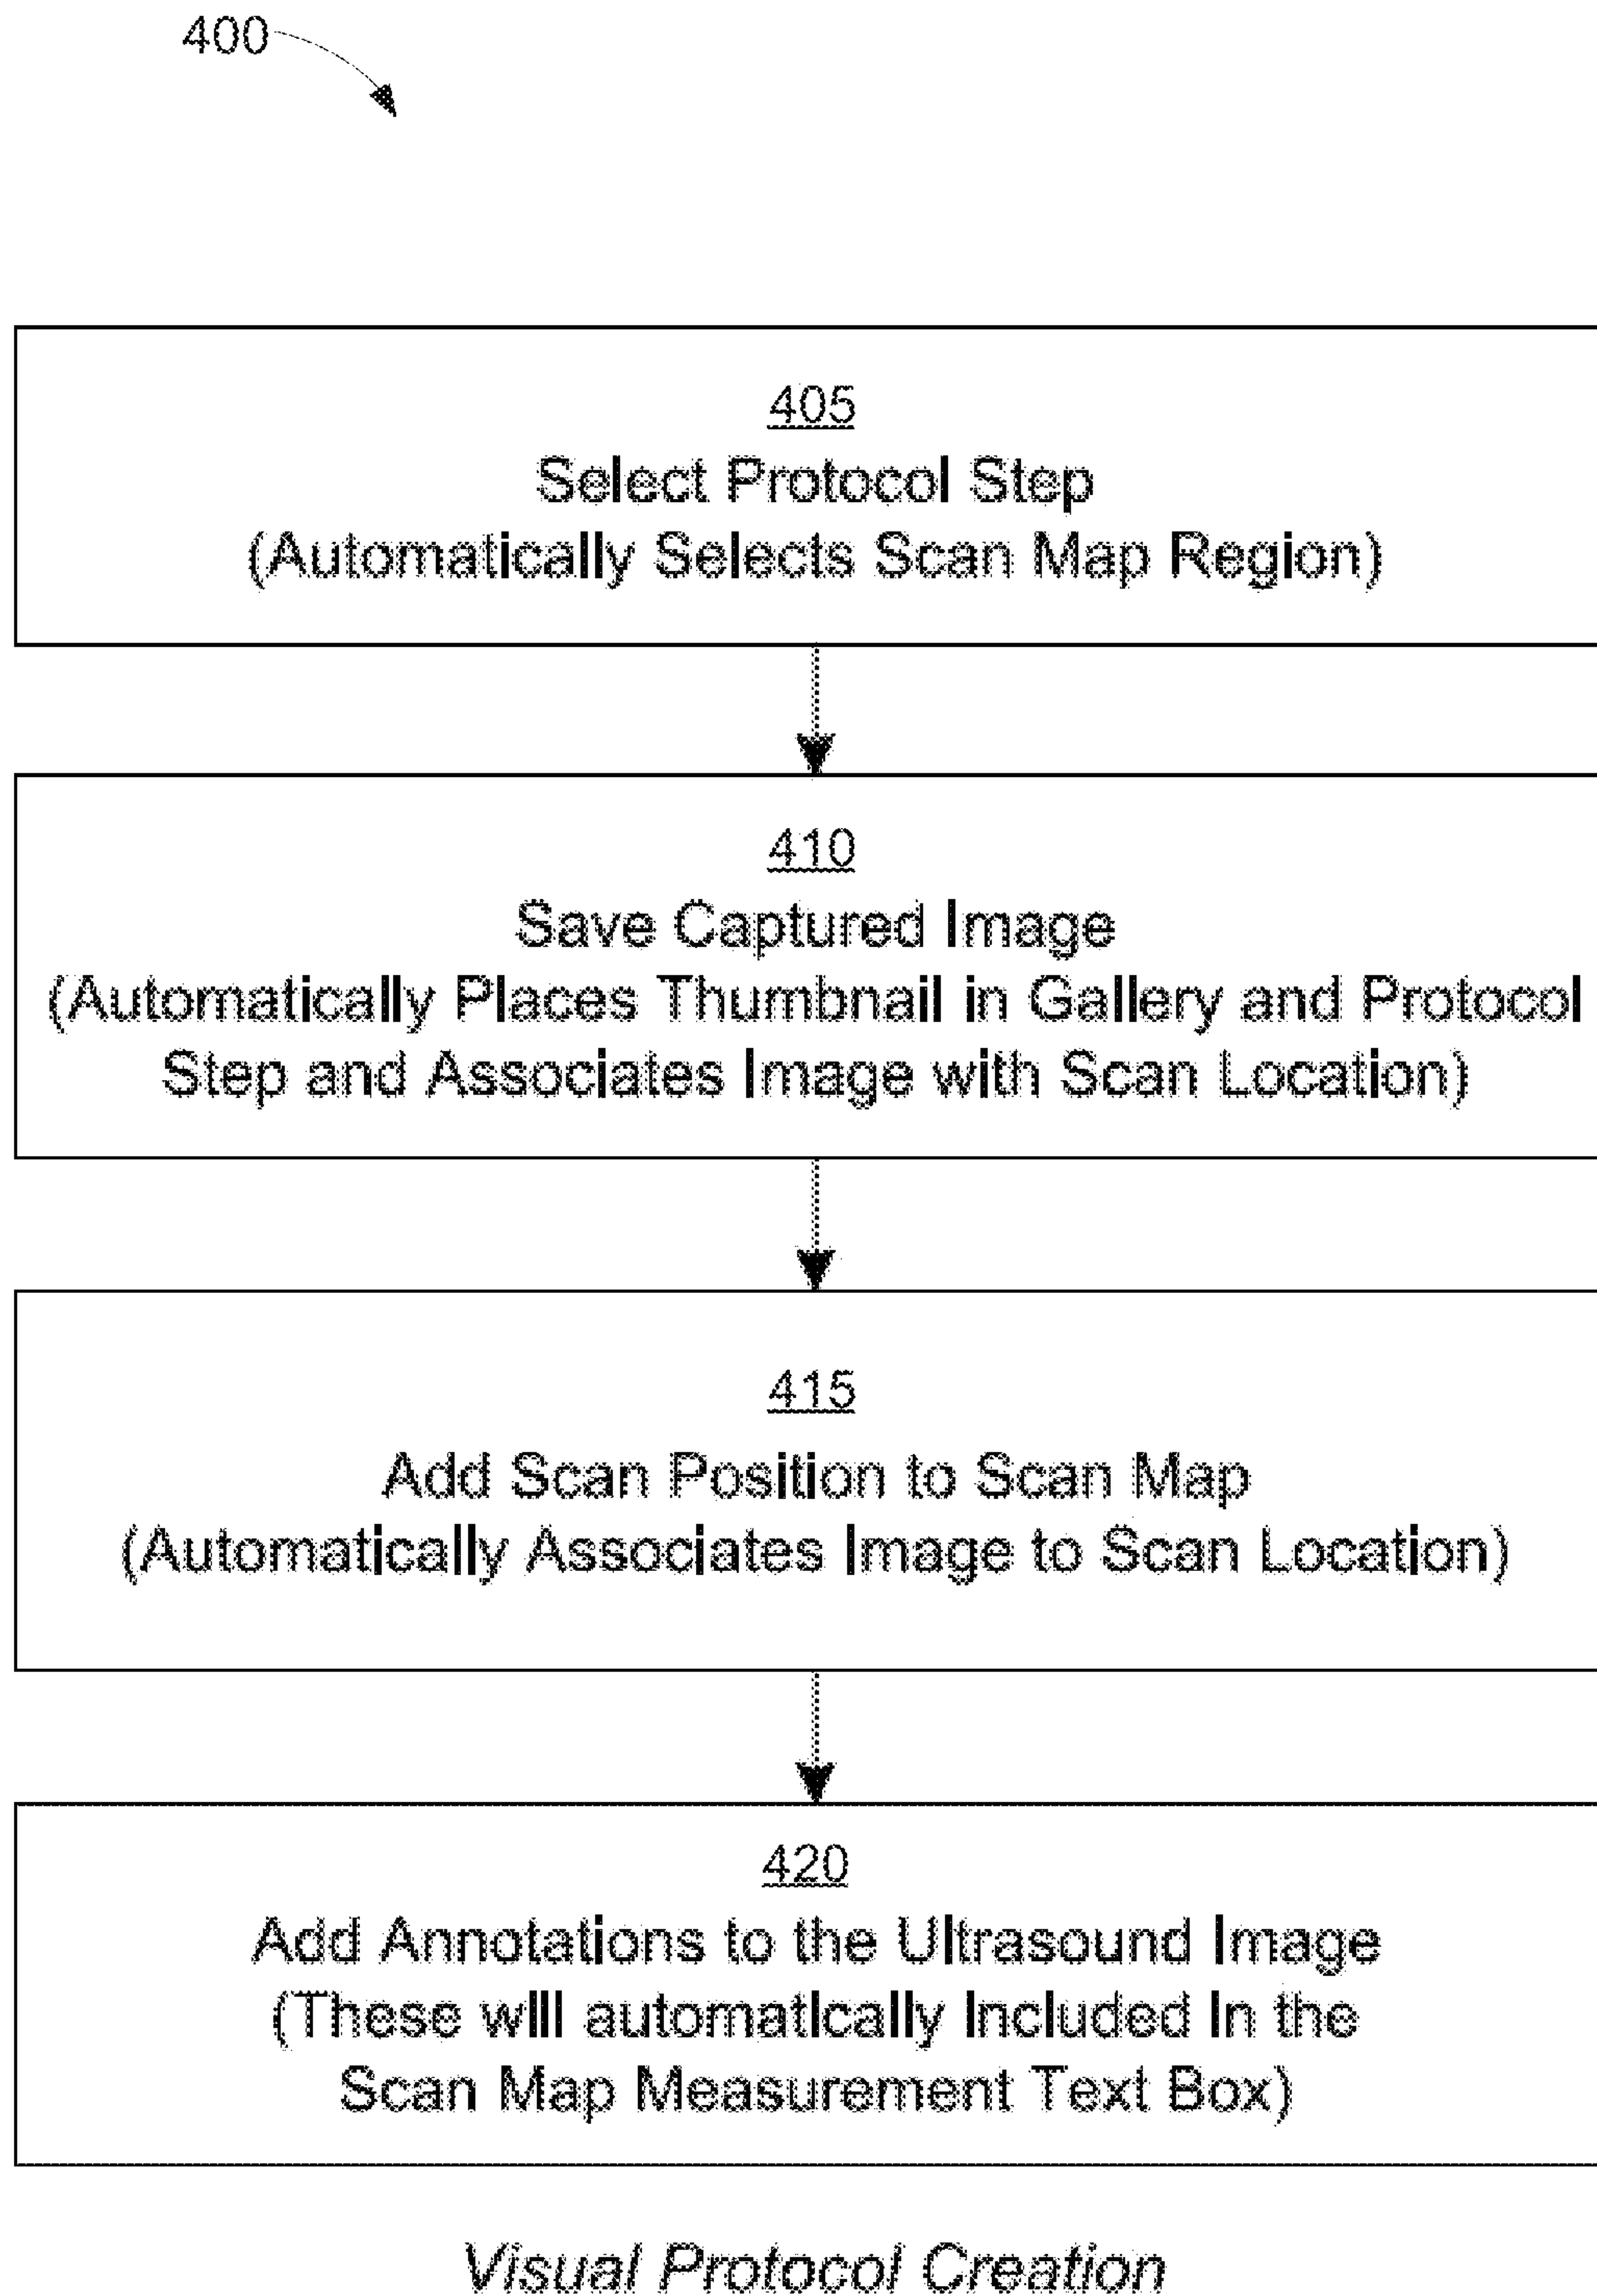 400
405
Select Protocol Step
(Automatically Selects Scan Map Region)
410
Save Captured Image
(Automatically Places Thumbnail in Gallery and Protocol
Step and Associates Image with Scan Location)
415
Add Scan Position to Scan Map
(Automatically Associates Image to Scan Location)
420
Add Annotations to the Ultrasound Image
(These will automatically Included In the
Scan Map Measurement Text Box)
Visual Protocol Creation